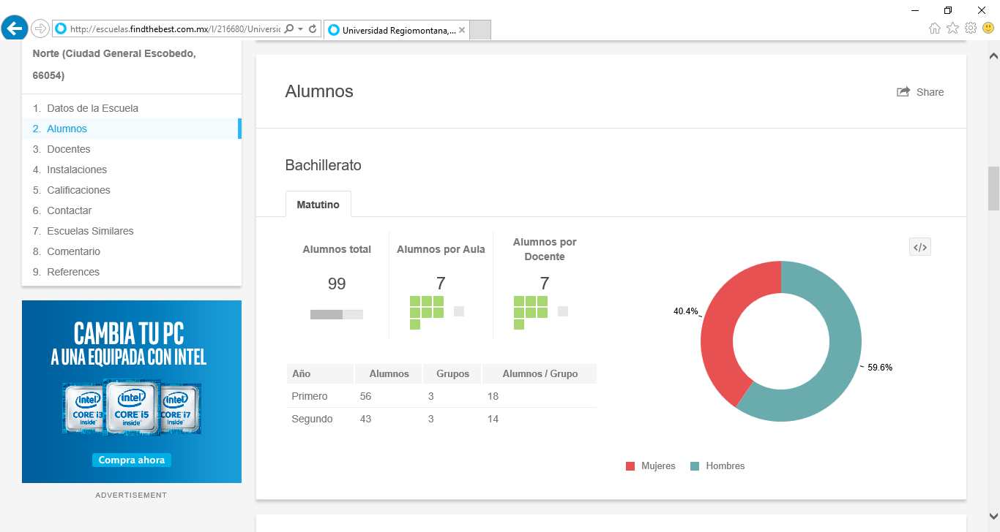 http://escuelas.findthebest.com.mx/l/216680/Universi
Universidad Regiomontana,...
Norte (Ciudad General Escobedo,
66054)
1. Datos de la Escuela
2. Alumnos
3. Docentes
4. Instalaciones
5. Calificaciones
6. Contactar
7. Escuelas Similares
8. Comentario
9. References
CAMBIA TU PC
A UNA EQUIPADA CON INTEL
intel CORE i3 inside
intel CORE i5 inside
intel CORE i7 inside
Compra ahora
ADVERTISEMENT
Alumnos
Share
Bachillerato
Matutino
Alumnos total
99
Alumnos por Aula
7
Alumnos por
Docente
7
</>
40.4%
59.6%
Año Alumnos Grupos Alumnos / Grupo
Primero 56 3 18
Segundo 43 3 14
Mujeres Hombres